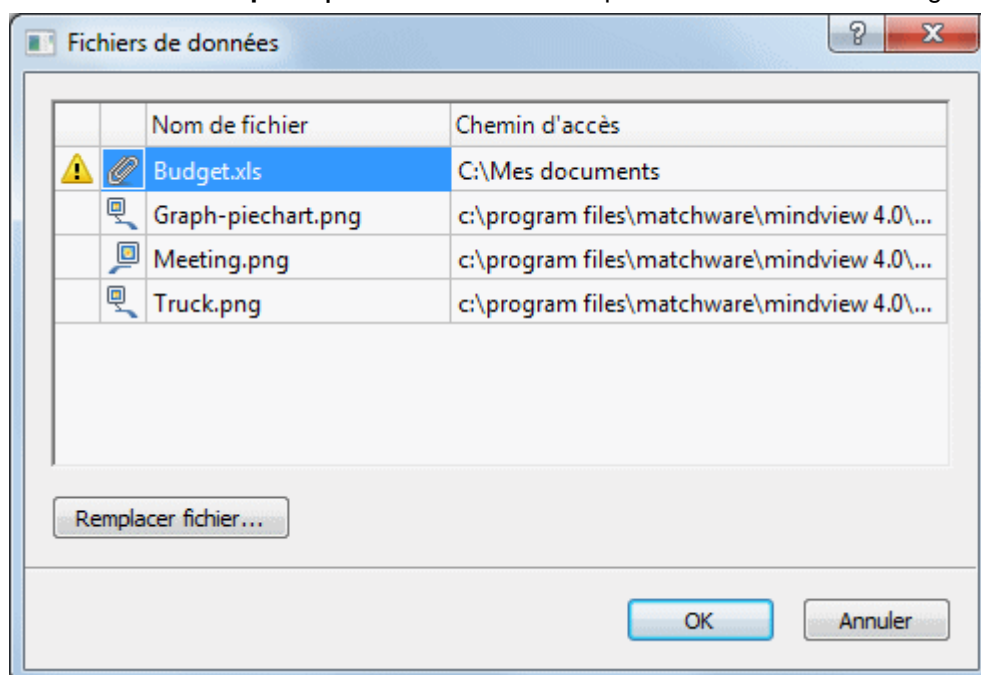 Fichiers de données
Nom de fichier Chemin d'accès
Budget.xls C:\Mes documents
Graph-piechart.png c:\program files\matchware\mindview 4.0\...
Meeting.png c:\program files\matchware\mindview 4.0\...
Truck.png c:\program files\matchware\mindview 4.0\...
Remplacer fichier...
OK Annuler